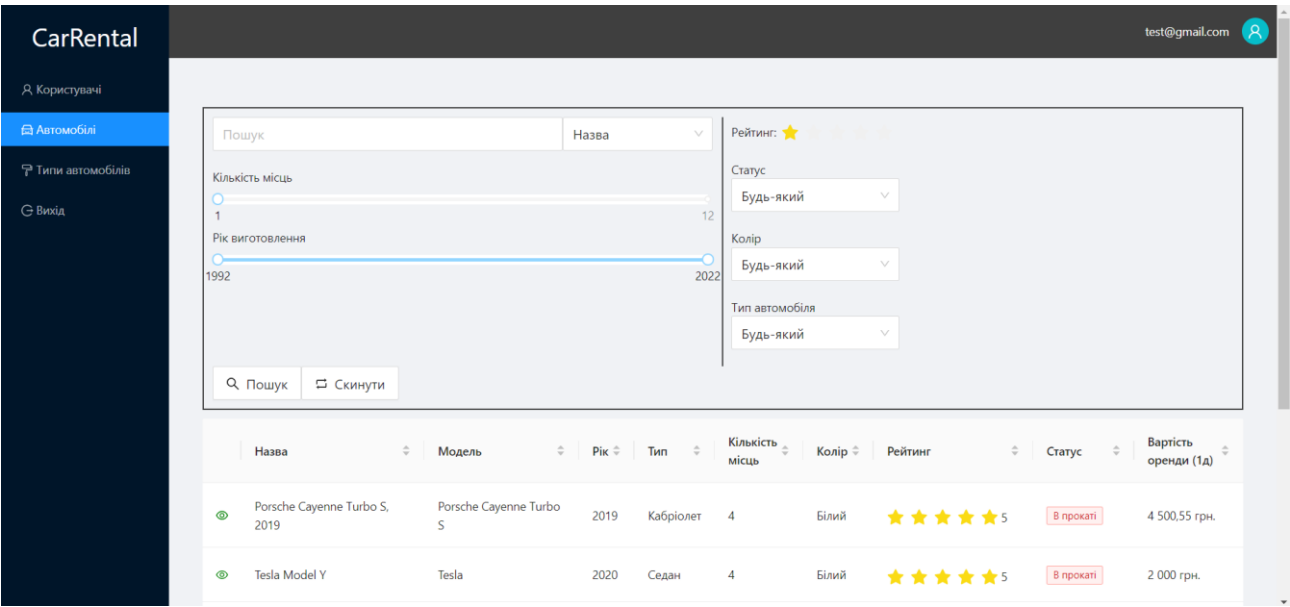 CarRental
test@gmail.com
Користувачі
Автомобілі
Типи автомобілів
Вихід
Пошук
Назва
Кількість місць
1
12
Рік виготовлення
1992
2022
Рейтинг:
Статус
Будь-який
Колір
Будь-який
Тип автомобіля
Будь-який
Пошук
Скинути
Назва Модель Рік Тип Кількість місць Колір Рейтинг Статус Вартість оренди (1д)
Porsche Cayenne Turbo S, 2019 Porsche Cayenne Turbo S 2019 Кабріолет 4 Білий 5 В прокаті 4 500,55 грн.
Tesla Model Y Tesla 2020 Седан 4 Білий 5 В прокаті 2 000 грн.